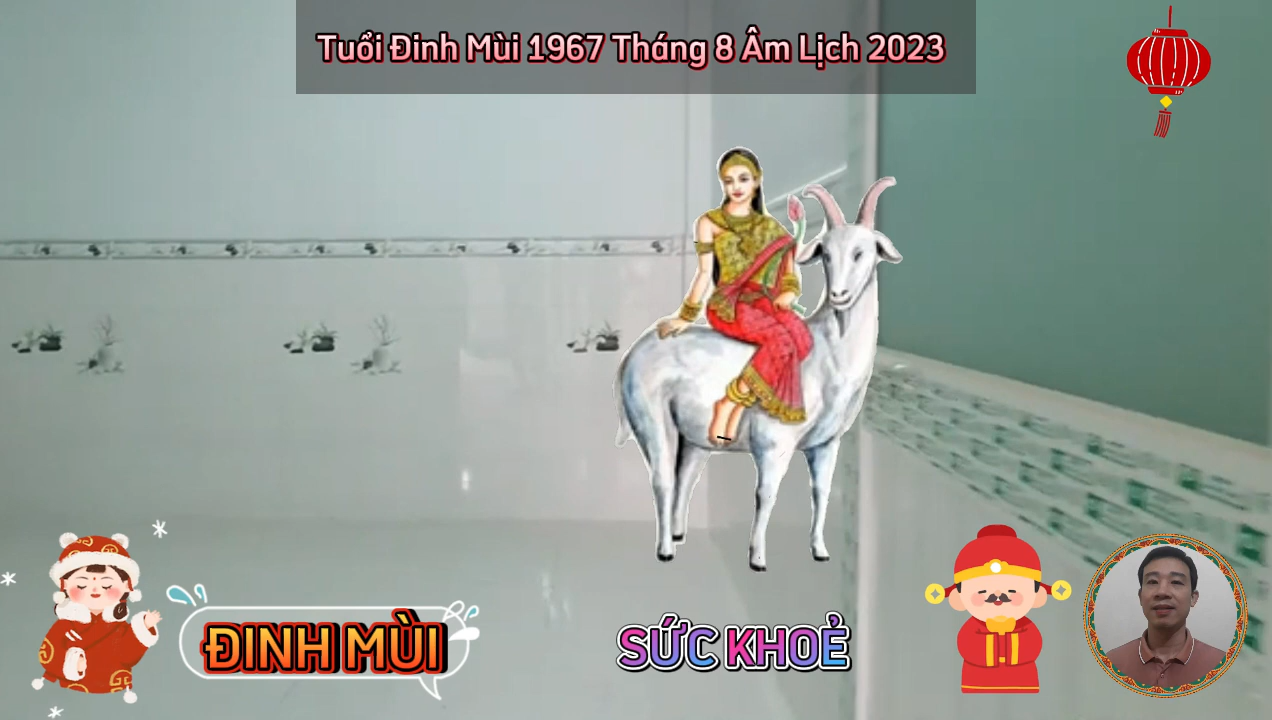 Tuổi Đinh Mùi 1967 Tháng 8 Âm Lịch 2023
ĐINH MÙI
SỨC KHOẺ